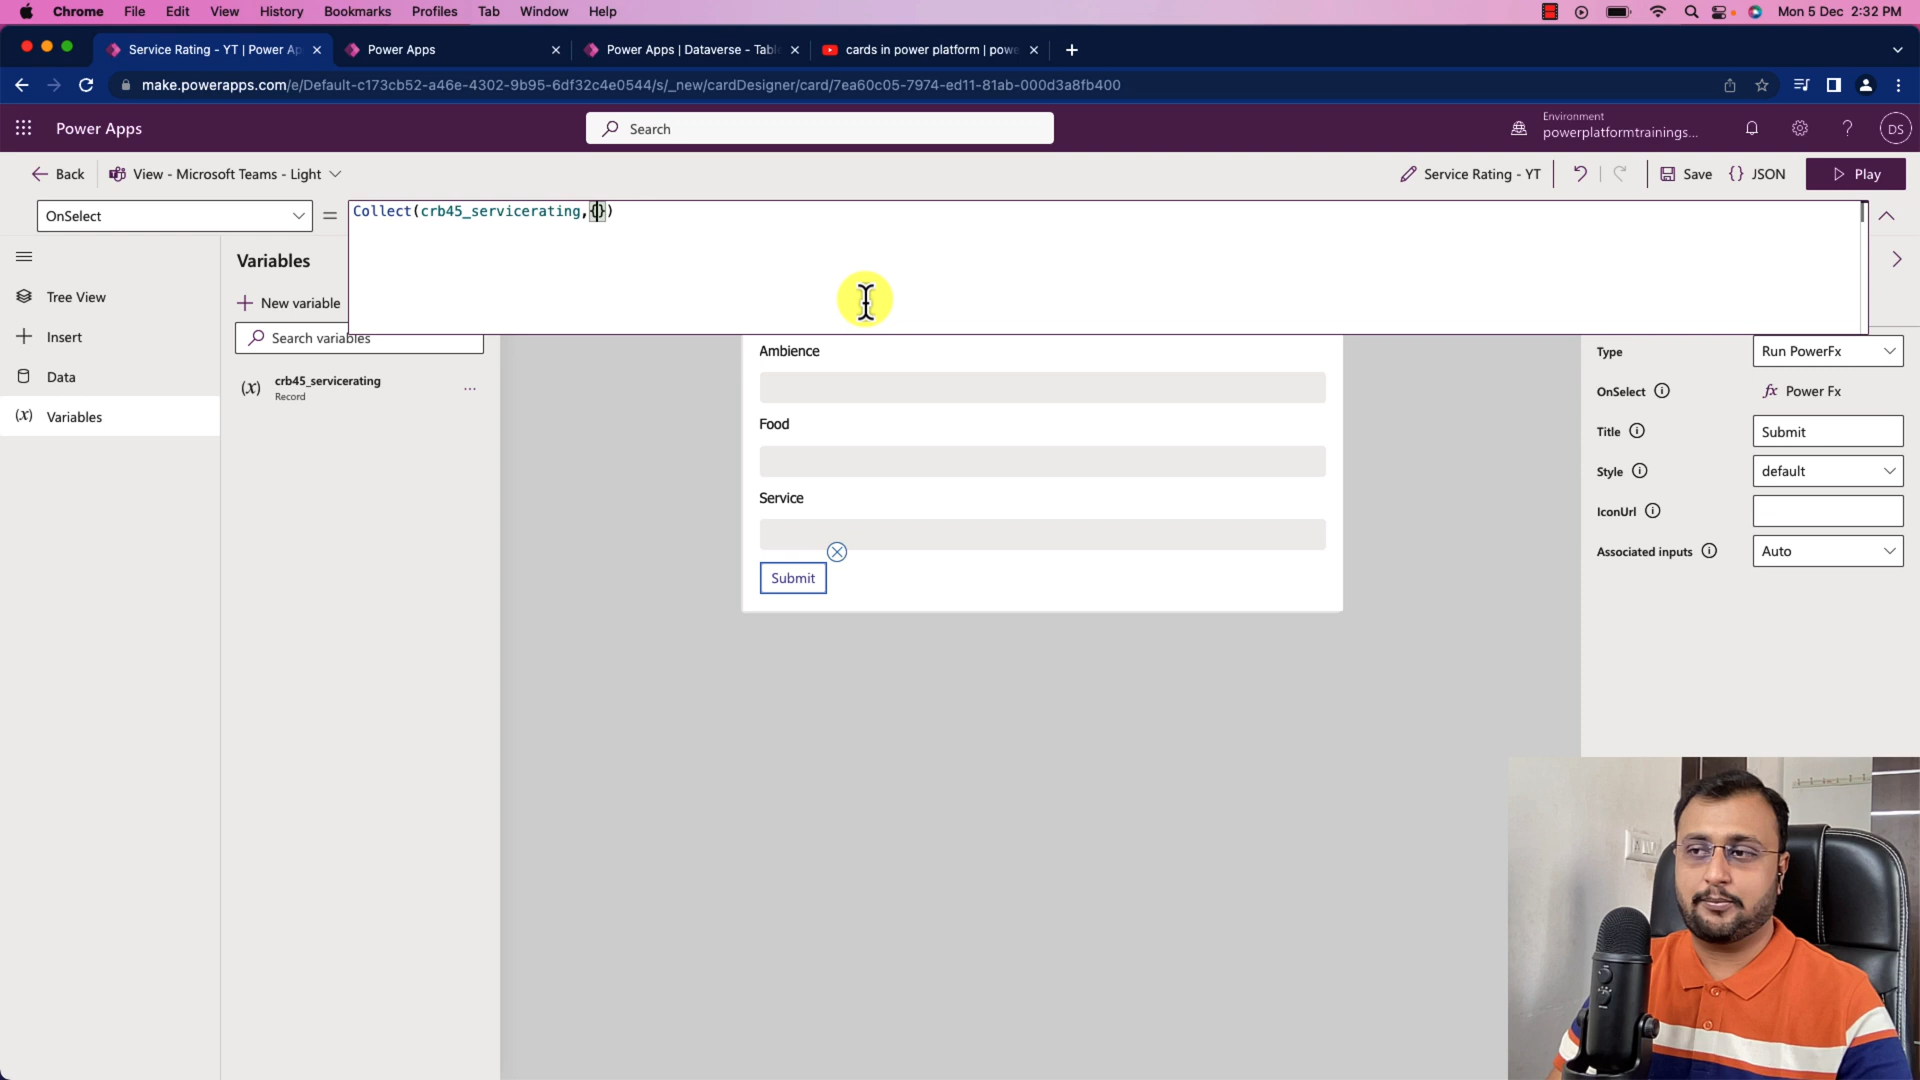 Chrome File Edit View History Bookmarks Profiles Tab Window Help Mon 5 Dec 2:32 PM
Service Rating - YT | Power Ap Power Apps Power Apps | Dataverse - Tabl cards in power platform | powe
make.powerapps.com/e/Default-c173cb52-a46e-4302-9b95-6df32c4e0544/s/_new/cardDesigner/card/7ea60c05-7974-ed11-81ab-000d3a8fb400
Power Apps Search Environment
powerplatformtrainings... DS
Back View - Microsoft Teams - Light Service Rating - YT Save {} JSON Play
OnSelect = Collect(crb45_servicerating,{})
Variables
New variable
Search variables
(x) crb45_servicerating ...
Record
Tree View
Insert
Data
(x) Variables
Ambience
Food
Service
Submit
Type Run PowerFx
OnSelect fx Power Fx
Title Submit
Style default
IconUrl
Associated inputs Auto